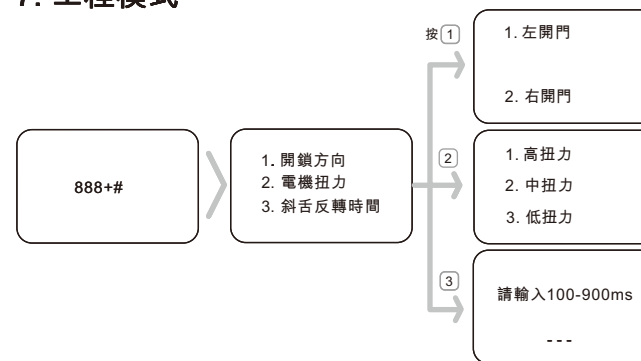 7. 工程模式
按 1
1. 左開門
2. 右開門
888+#
1. 開鎖方向
2. 電機扭力
3. 斜舌反轉時間
2
1. 高扭力
2. 中扭力
3. 低扭力
3
請輸入100-900ms
- - -